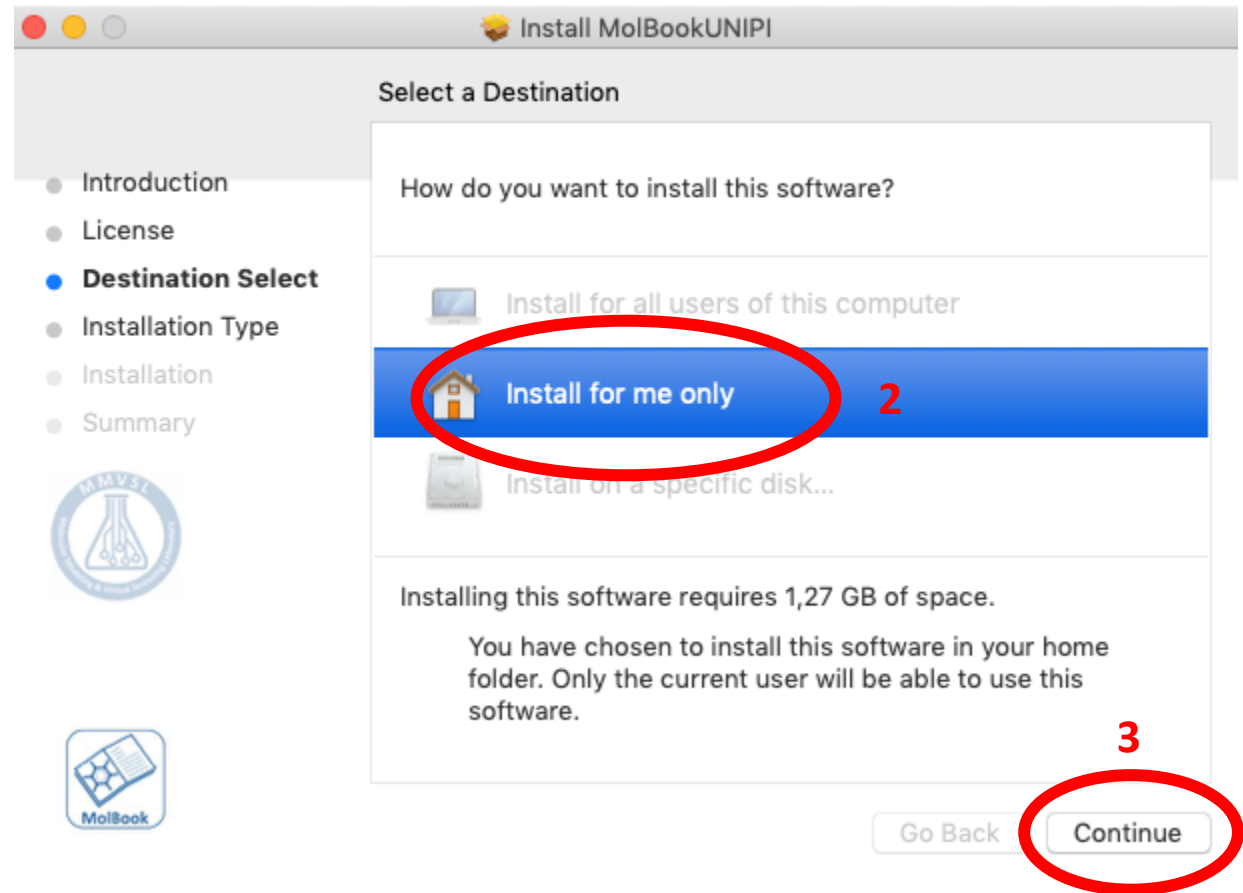 Install MolBookUNIPI
Select a Destination
Introduction
License
Destination Select
Installation Type
Installation
Summary
MMVSL
MolBook
How do you want to install this software?
Install for all users of this computer
Install for me only
2
Install on a specific disk...
Installing this software requires 1,27 GB of space.
You have chosen to install this software in your home
folder. Only the current user will be able to use this
software.
3
Go Back
Continue